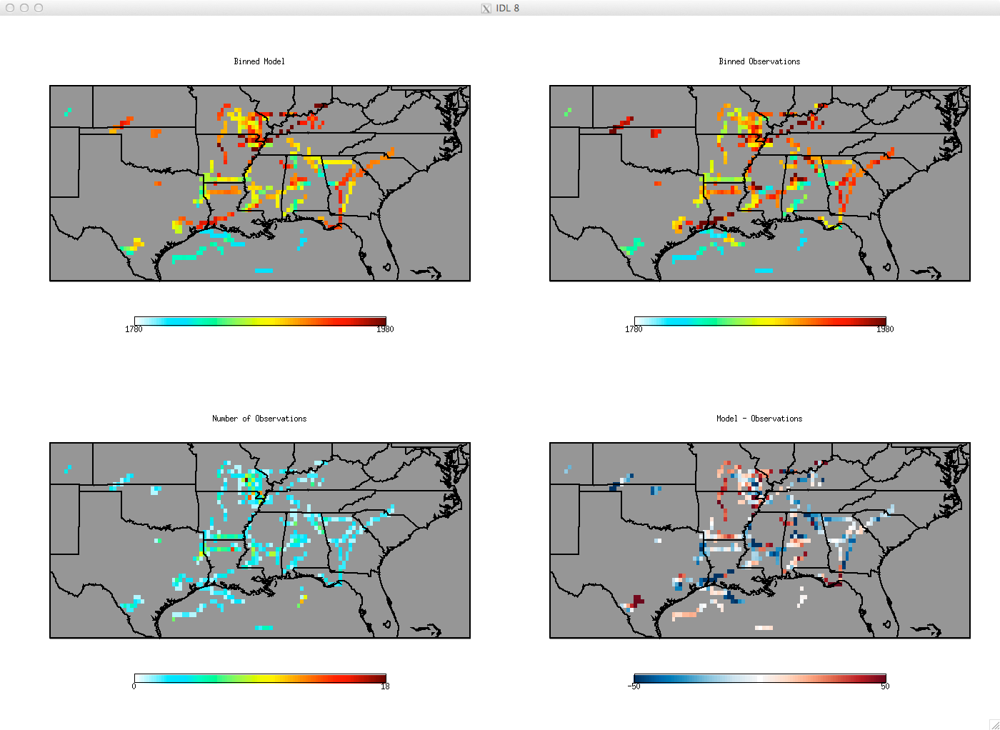 IDL 8
Binned Model
Binned Observations
1780 1980
1780 1980
Number of Observations
Model - Observations
0 18
-50 50